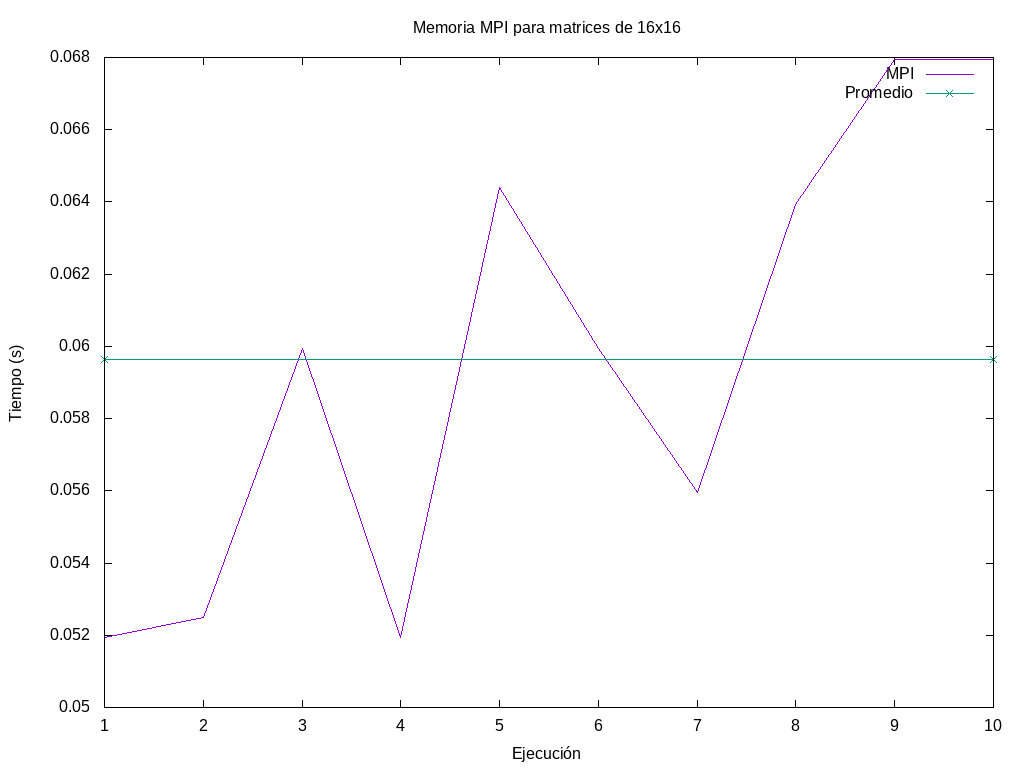 Memoria MPI para matrices de 16x16
MPI
Promedio
0.068
0.066
0.064
0.062
0.06
0.058
0.056
0.054
0.052
0.05
Tiempo (s)
1 2 3 4 5 6 7 8 9 10
Ejecución